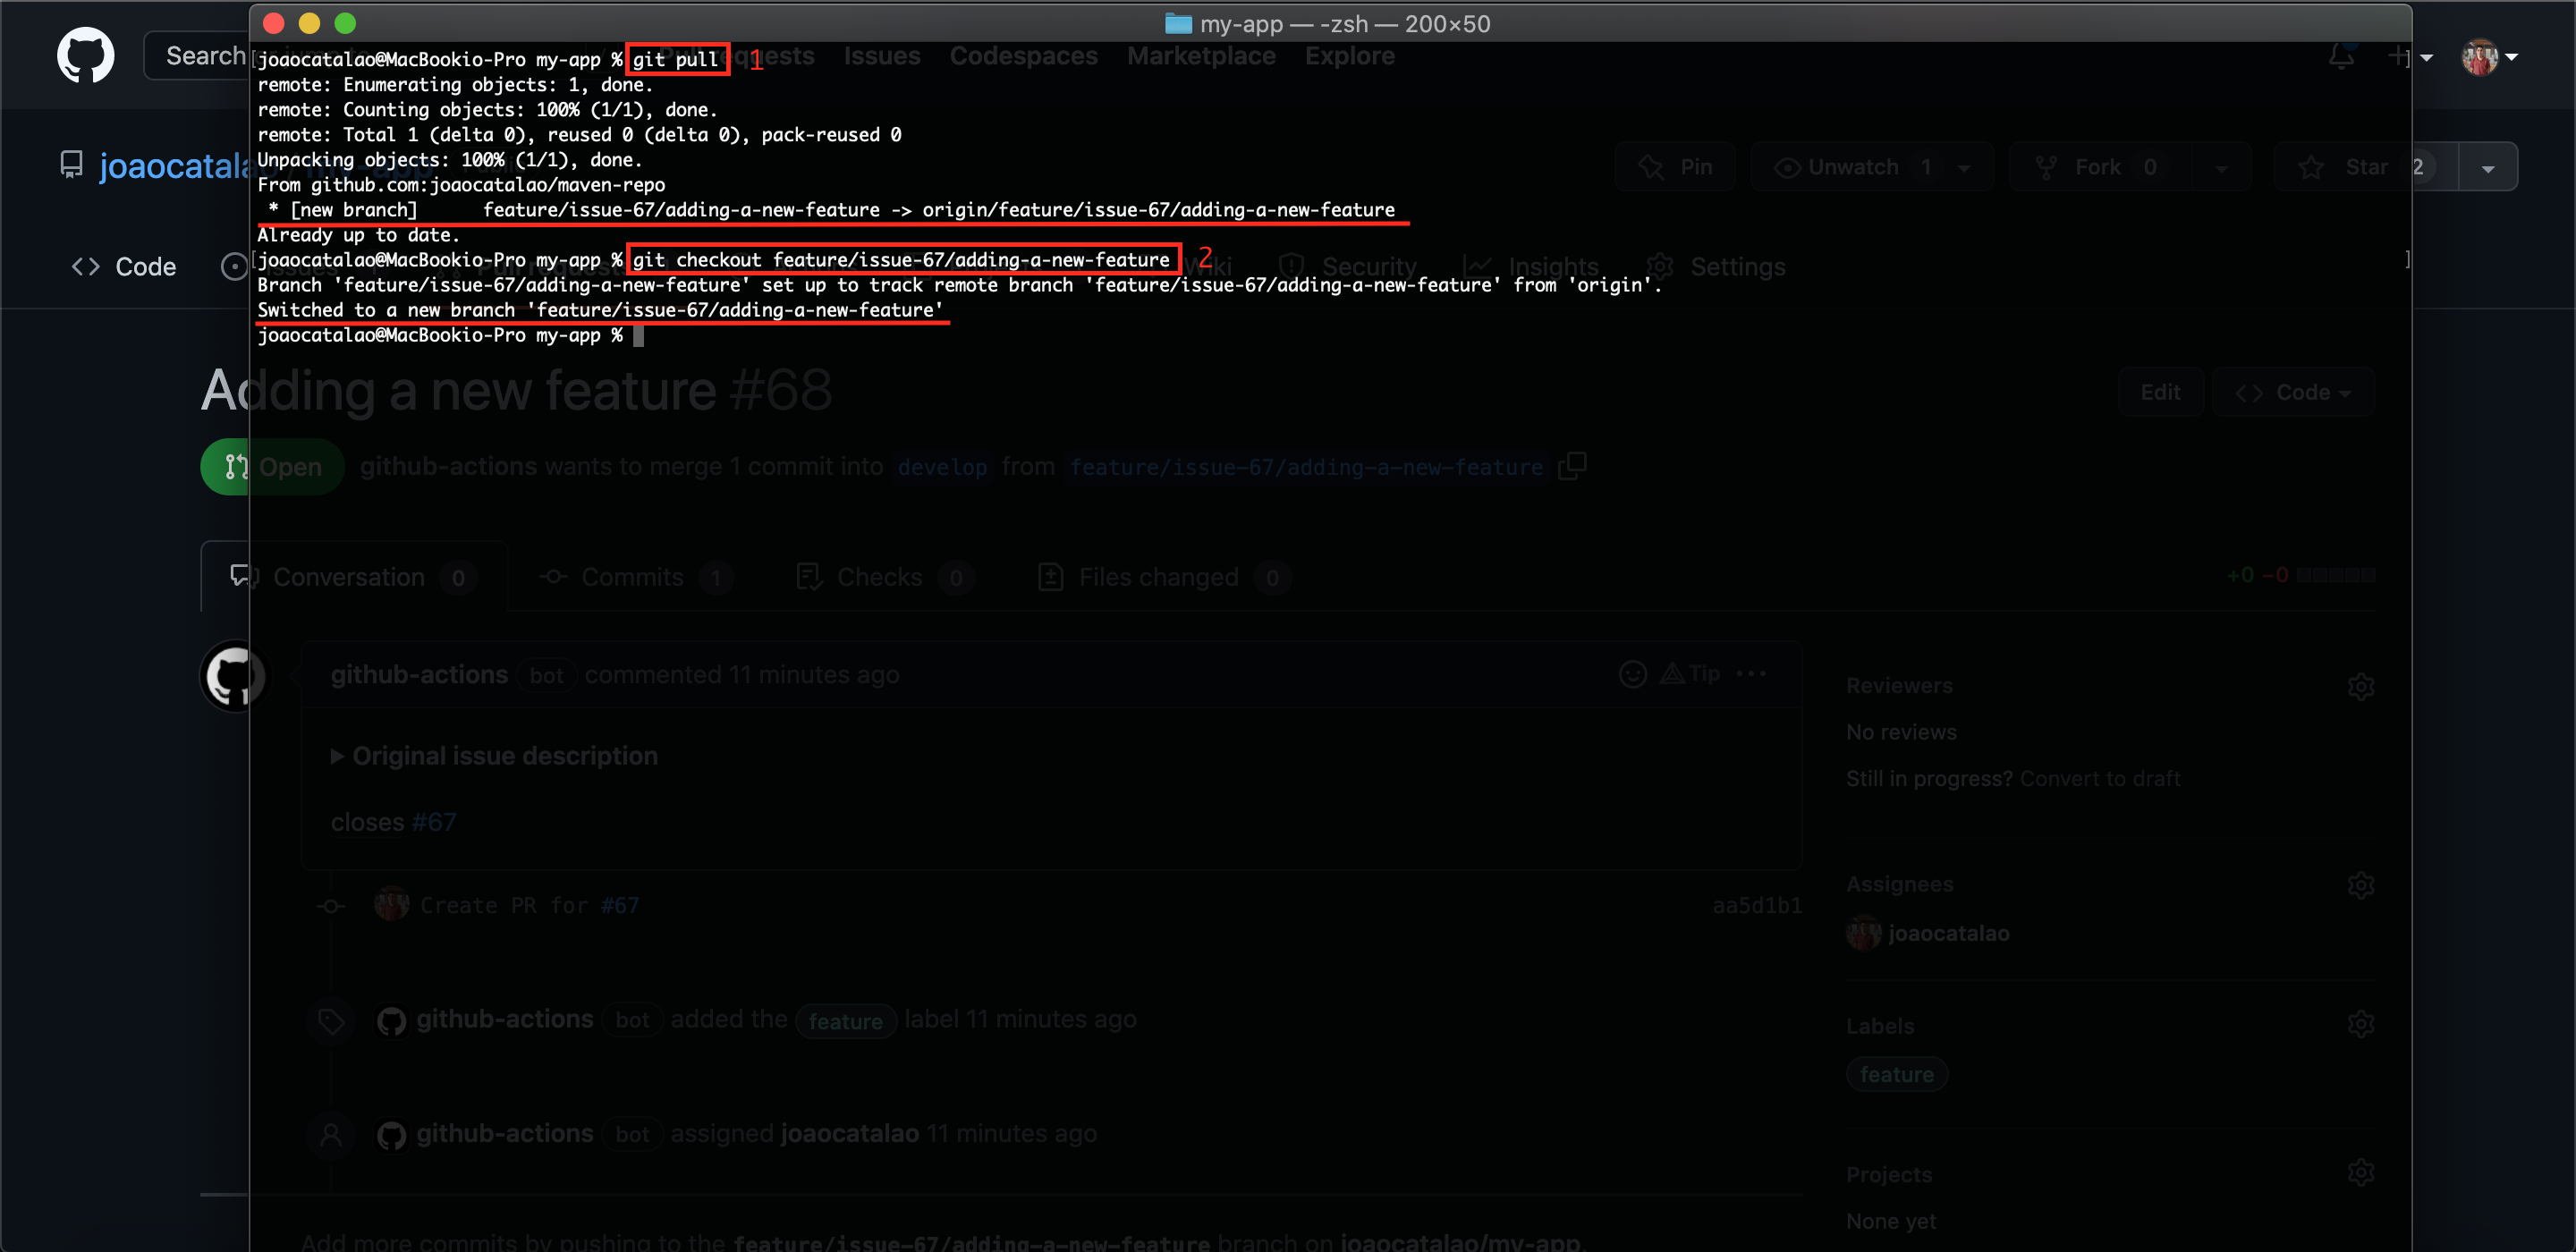 my-app — -zsh — 200×50
Search or jump to
Pull requests Issues Codespaces Marketplace Explore
joaocatalao@MacBookio-Pro my-app % git pull 1
remote: Enumerating objects: 1, done.
remote: Counting objects: 100% (1/1), done.
remote: Total 1 (delta 0), reused 0 (delta 0), pack-reused 0
Unpacking objects: 100% (1/1), done.
From github.com:joaocatalao/maven-repo
* [new branch] feature/issue-67/adding-a-new-feature -> origin/feature/issue-67/adding-a-new-feature
Already up to date.
joaocatalao@MacBookio-Pro my-app % git checkout feature/issue-67/adding-a-new-feature 2
Branch 'feature/issue-67/adding-a-new-feature' set up to track remote branch 'feature/issue-67/adding-a-new-feature' from 'origin'.
Switched to a new branch 'feature/issue-67/adding-a-new-feature'
joaocatalao@MacBookio-Pro my-app %
joaocatalao/my-app Public
Pin Unwatch 1 Fork 0 Star 2
Code Issues Pull requests Actions Projects Wiki Security Insights Settings
Adding a new feature #68
Edit Code
Open github-actions wants to merge 1 commit into develop from feature/issue-67/adding-a-new-feature
Conversation 0 Commits 1 Checks 0 Files changed 0 +0 −0
github-actions bot commented 11 minutes ago Tip
Original issue description
closes #67
Create PR for #67 aa5d1b1
github-actions bot added the feature label 11 minutes ago
github-actions bot assigned joaocatalao 11 minutes ago
Add more commits by pushing to the feature/issue-67/adding-a-new-feature branch on joaocatalao/my-app.
Reviewers
No reviews
Still in progress? Convert to draft
Assignees
joaocatalao
Labels
feature
Projects
None yet